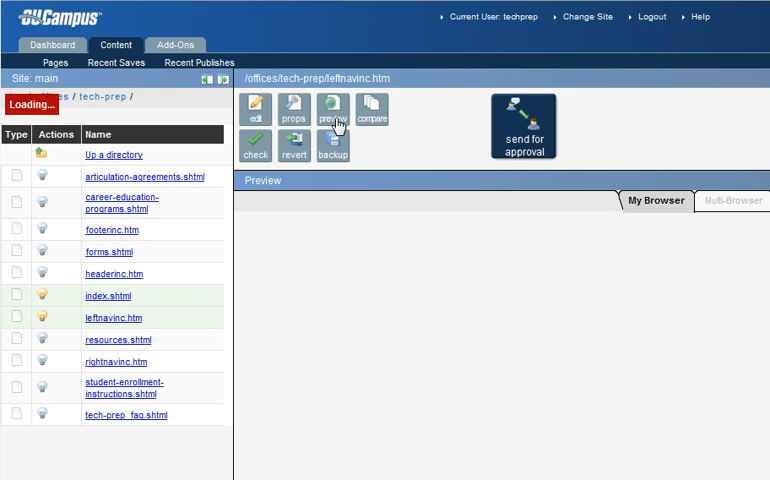 OU Campus™
Current User: techprep
Change Site
Logout
Help
Dashboard
Content
Add-Ons
Pages
Recent Saves
Recent Publishes
Site: main
/offices/tech-prep/leftnavinc.htm
/ tech-prep /
Loading...
edit
props
preview
compare
check
revert
backup
send for
approval
Type
Actions
Name
Up a directory
articulation-agreements.shtml
career-education-
programs.shtml
footerinc.htm
forms.shtml
headerinc.htm
index.shtml
leftnavinc.htm
resources.shtml
rightnavinc.htm
student-enrollment-
instructions.shtml
tech-prep_faq.shtml
Preview
My Browser
Multi-Browser